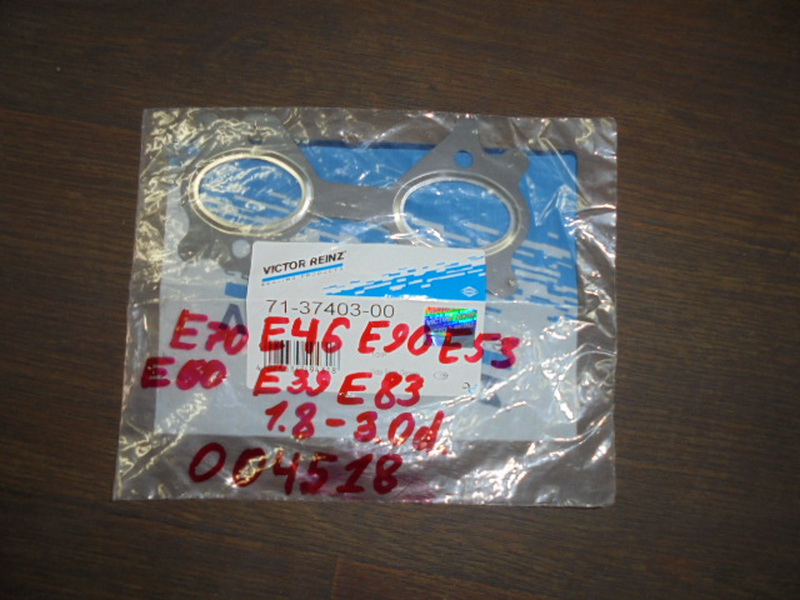 VICTOR REINZ
71-37403-00
E70 E46 E90 E53
E60 E39 E83
1.8-3.0d.
004518